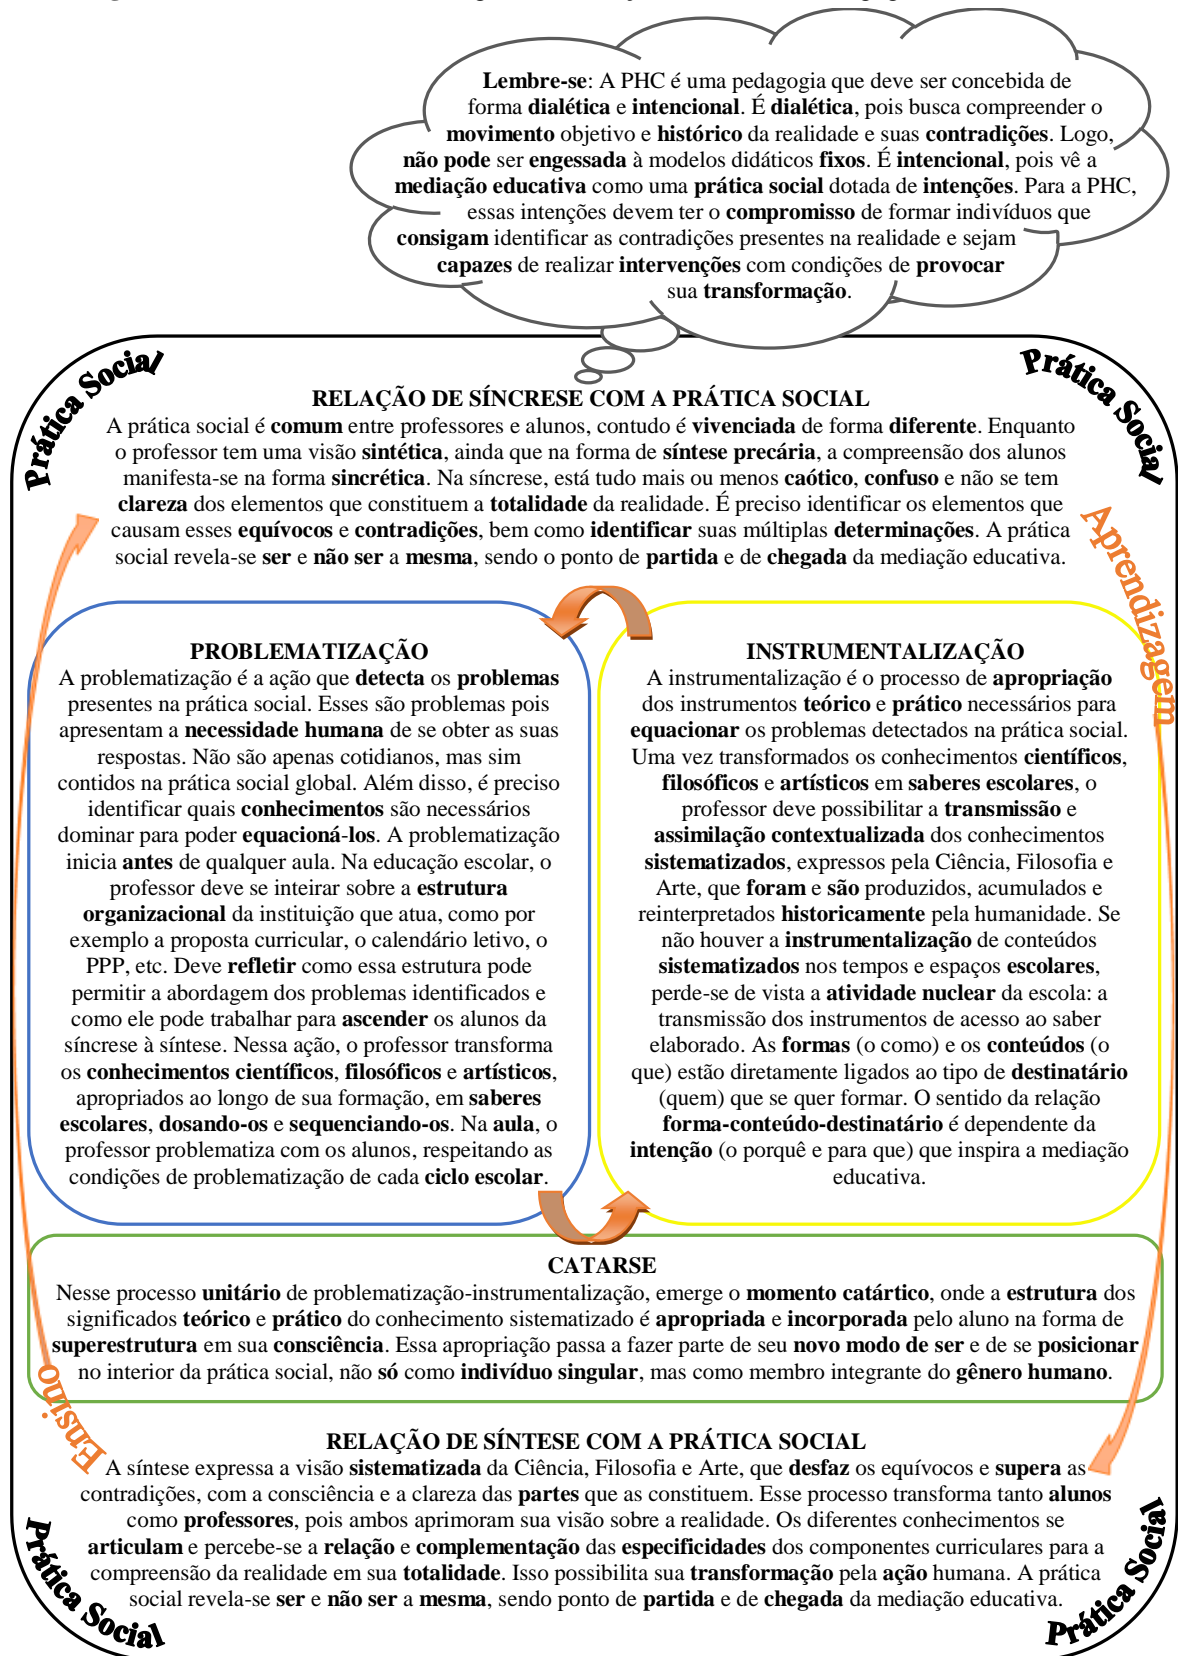 Lembre-se: A PHC é uma pedagogia que deve ser concebida de
forma dialética e intencional. É dialética, pois busca compreender o
movimento objetivo e histórico da realidade e suas contradições. Logo,
não pode ser engessada à modelos didáticos fixos. É intencional, pois vê a
mediação educativa como uma prática social dotada de intenções. Para a PHC,
essas intenções devem ter o compromisso de formar indivíduos que
consigam identificar as contradições presentes na realidade e sejam
capazes de realizar intervenções com condições de provocar
sua transformação.
Prática Social
Prática Social
RELAÇÃO DE SÍNCRESE COM A PRÁTICA SOCIAL
A prática social é comum entre professores e alunos, contudo é vivenciada de forma diferente. Enquanto
o professor tem uma visão sintética, ainda que na forma de síntese precária, a compreensão dos alunos
manifesta-se na forma sincrética. Na síncrese, está tudo mais ou menos caótico, confuso e não se tem
clareza dos elementos que constituem a totalidade da realidade. É preciso identificar os elementos que
causam esses equívocos e contradições, bem como identificar suas múltiplas determinações. A prática
social revela-se ser e não ser a mesma, sendo o ponto de partida e de chegada da mediação educativa.
Aprendizagem
PROBLEMATIZAÇÃO
A problematização é a ação que detecta os problemas
presentes na prática social. Esses são problemas pois
apresentam a necessidade humana de se obter as suas
respostas. Não são apenas cotidianos, mas sim
contidos na prática social global. Além disso, é preciso
identificar quais conhecimentos são necessários
dominar para poder equacioná-los. A problematização
inicia antes de qualquer aula. Na educação escolar, o
professor deve se inteirar sobre a estrutura
organizacional da instituição que atua, como por
exemplo a proposta curricular, o calendário letivo, o
PPP, etc. Deve refletir como essa estrutura pode
permitir a abordagem dos problemas identificados e
como ele pode trabalhar para ascender os alunos da
síncrese à síntese. Nessa ação, o professor transforma
os conhecimentos científicos, filosóficos e artísticos,
apropriados ao longo de sua formação, em saberes
escolares, dosando-os e sequenciando-os. Na aula, o
professor problematiza com os alunos, respeitando as
condições de problematização de cada ciclo escolar.
INSTRUMENTALIZAÇÃO
A instrumentalização é o processo de apropriação
dos instrumentos teórico e prático necessários para
equacionar os problemas detectados na prática social.
Uma vez transformados os conhecimentos científicos,
filosóficos e artísticos em saberes escolares, o
professor deve possibilitar a transmissão e
assimilação contextualizada dos conhecimentos
sistematizados, expressos pela Ciência, Filosofia e
Arte, que foram e são produzidos, acumulados e
reinterpretados historicamente pela humanidade. Se
não houver a instrumentalização de conteúdos
sistematizados nos tempos e espaços escolares,
perde-se de vista a atividade nuclear da escola: a
transmissão dos instrumentos de acesso ao saber
elaborado. As formas (o como) e os conteúdos (o
que) estão diretamente ligados ao tipo de destinatário
(quem) que se quer formar. O sentido da relação
forma-conteúdo-destinatário é dependente da
intenção (o porquê e para que) que inspira a mediação
educativa.
CATARSE
Nesse processo unitário de problematização-instrumentalização, emerge o momento catártico, onde a estrutura dos
significados teórico e prático do conhecimento sistematizado é apropriada e incorporada pelo aluno na forma de
superestrutura em sua consciência. Essa apropriação passa a fazer parte de seu novo modo de ser e de se posicionar
no interior da prática social, não só como indivíduo singular, mas como membro integrante do gênero humano.
Ensino
RELAÇÃO DE SÍNTESE COM A PRÁTICA SOCIAL
A síntese expressa a visão sistematizada da Ciência, Filosofia e Arte, que desfaz os equívocos e supera as
contradições, com a consciência e a clareza das partes que as constituem. Esse processo transforma tanto alunos
como professores, pois ambos aprimoram sua visão sobre a realidade. Os diferentes conhecimentos se
articulam e percebe-se a relação e complementação das especificidades dos componentes curriculares para a
compreensão da realidade em sua totalidade. Isso possibilita sua transformação pela ação humana. A prática
social revela-se ser e não ser a mesma, sendo ponto de partida e de chegada da mediação educativa.
Prática Social
Prática Social